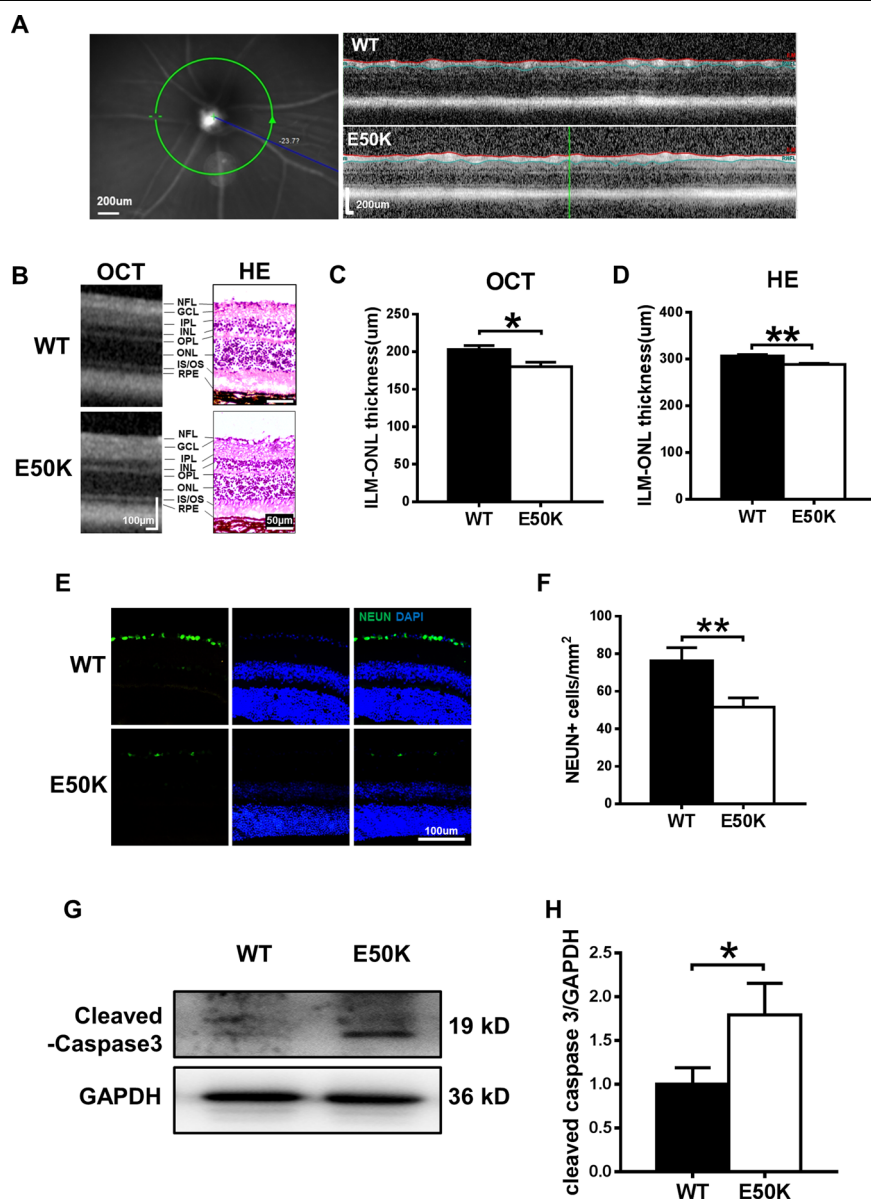 A
WT
-23.7?
200um
E50K
RNFL
200um
B
OCT
HE
WT
NFL
GCL
IPL
INL
OPL
ONL
IS/OS
RPE
E50K
NFL
GCL
IPL
INL
OPL
ONL
IS/OS
RPE
100μm
50μm
C
OCT
ILM-ONL thickness(um)
250
200
150
100
50
0
*
WT
E50K
D
HE
ILM-ONL thickness(um)
400
300
200
100
0
**
WT
E50K
E
NEUN DAPI
WT
E50K
100um
F
NEUN+ cells/mm²
100
80
60
40
20
0
**
WT
E50K
G
WT
E50K
Cleaved
-Caspase3
19 kD
GAPDH
36 kD
H
cleaved caspase 3/GAPDH
2.5
2.0
1.5
1.0
0.5
0.0
*
WT
E50K